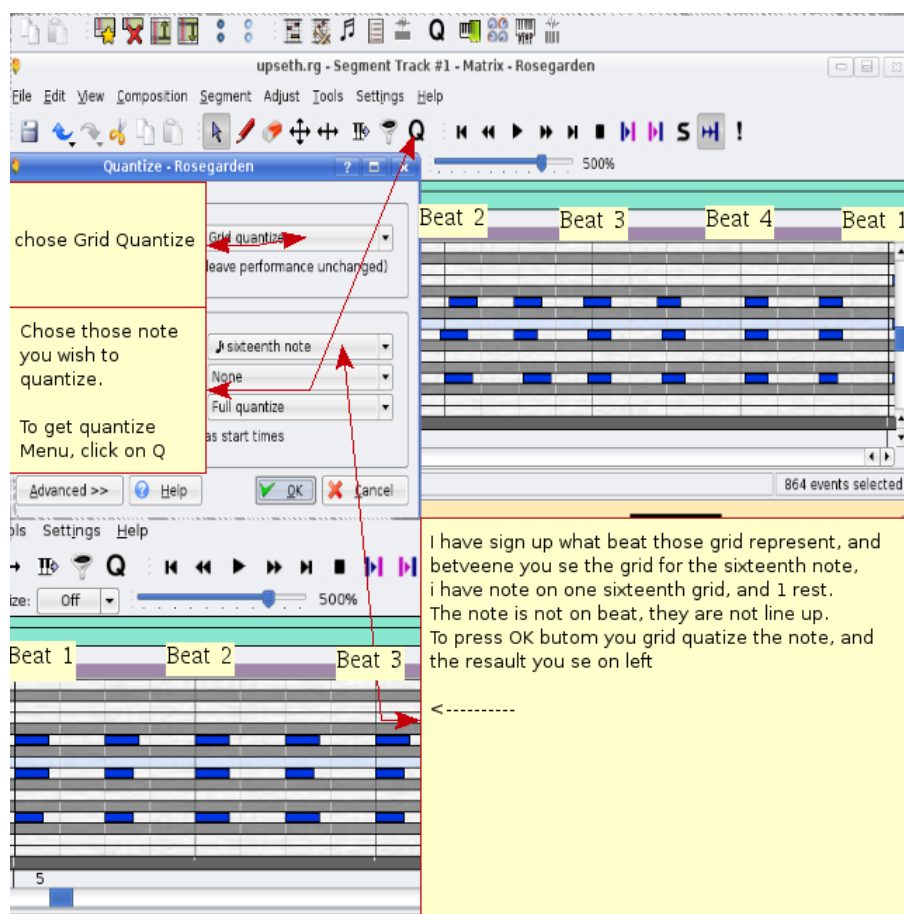 Q
upseth.rg - Segment Track #1 - Matrix - Rosegarden
File Edit View Composition Segment Adjust Tools Settings Help
Q S !
Quantize - Rosegarden ?
500%
chose Grid Quantize
Grid quantize
leave performance unchanged)
Beat 2 Beat 3 Beat 4 Beat 1
Chose those note
you wish to
quantize.
To get quantize
Menu, click on Q
sixteenth note
None
Full quantize
as start times
Advanced >> Help OK Cancel
864 events selected
ols Settings Help
Q
ize: Off 500%
Beat 1 Beat 2 Beat 3
5
I have sign up what beat those grid represent, and
betveene you se the grid for the sixteenth note,
i have note on one sixteenth grid, and 1 rest.
The note is not on beat, they are not line up.
To press OK butom you grid quatize the note, and
the resault you se on left
<----------